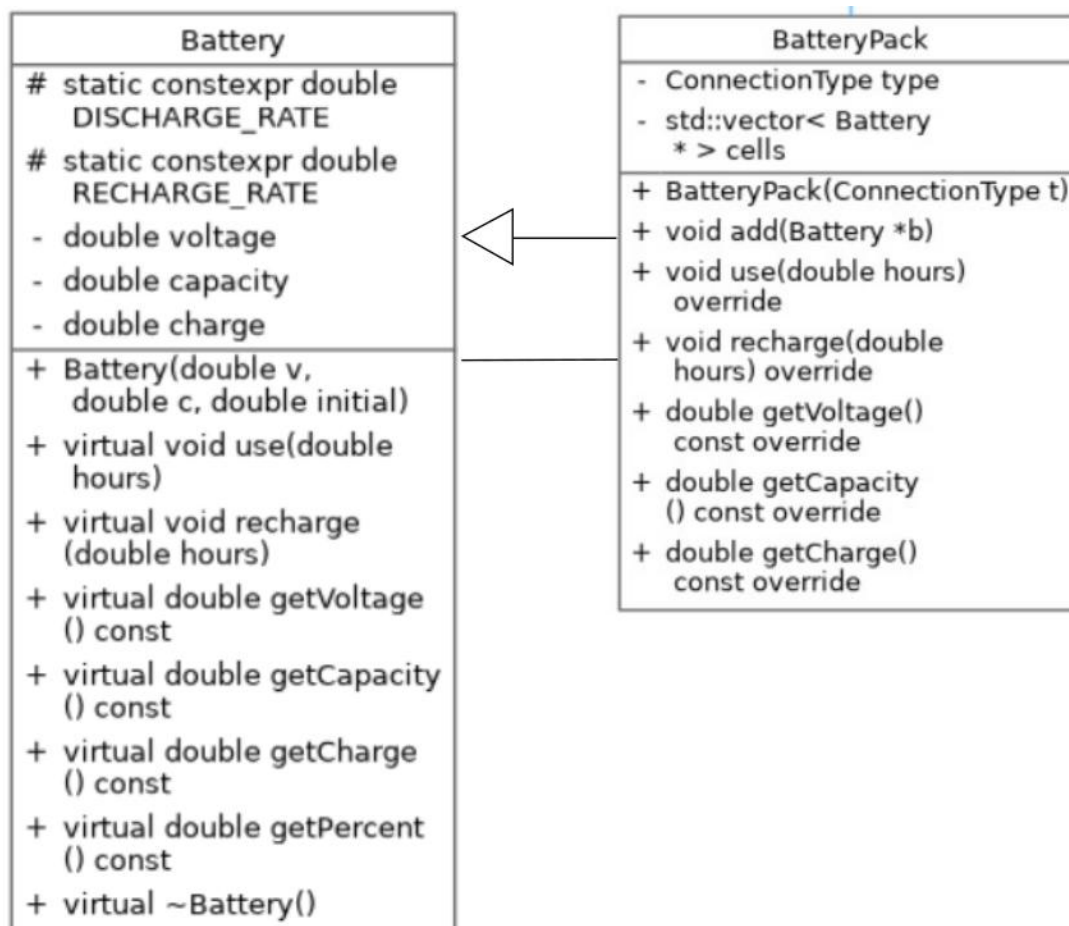 Battery
# static constexpr double
DISCHARGE_RATE
# static constexpr double
RECHARGE_RATE
- double voltage
- double capacity
- double charge
+ Battery(double v,
double c, double initial)
+ virtual void use(double
hours)
+ virtual void recharge
(double hours)
+ virtual double getVoltage
() const
+ virtual double getCapacity
() const
+ virtual double getCharge
() const
+ virtual double getPercent
() const
+ virtual ~Battery()
BatteryPack
- ConnectionType type
- std::vector< Battery
* > cells
+ BatteryPack(ConnectionType t)
+ void add(Battery *b)
+ void use(double hours)
override
+ void recharge(double
hours) override
+ double getVoltage()
const override
+ double getCapacity
() const override
+ double getCharge()
const override